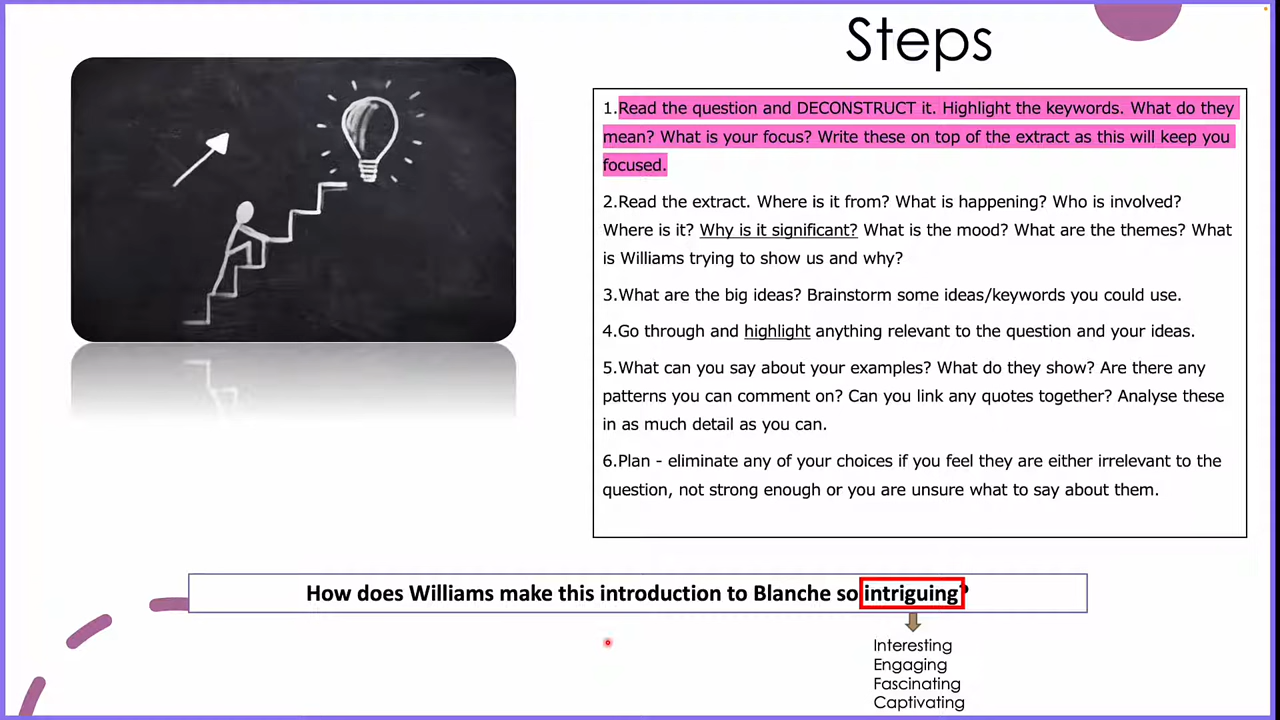 Steps
1.Read the question and DECONSTRUCT it. Highlight the keywords. What do they
mean? What is your focus? Write these on top of the extract as this will keep you
focused.
2.Read the extract. Where is it from? What is happening? Who is involved?
Where is it? Why is it significant? What is the mood? What are the themes? What
is Williams trying to show us and why?
3.What are the big ideas? Brainstorm some ideas/keywords you could use.
4.Go through and highlight anything relevant to the question and your ideas.
5.What can you say about your examples? What do they show? Are there any
patterns you can comment on? Can you link any quotes together? Analyse these
in as much detail as you can.
6.Plan - eliminate any of your choices if you feel they are either irrelevant to the
question, not strong enough or you are unsure what to say about them.
How does Williams make this introduction to Blanche so intriguing?
Interesting
Engaging
Fascinating
Captivating